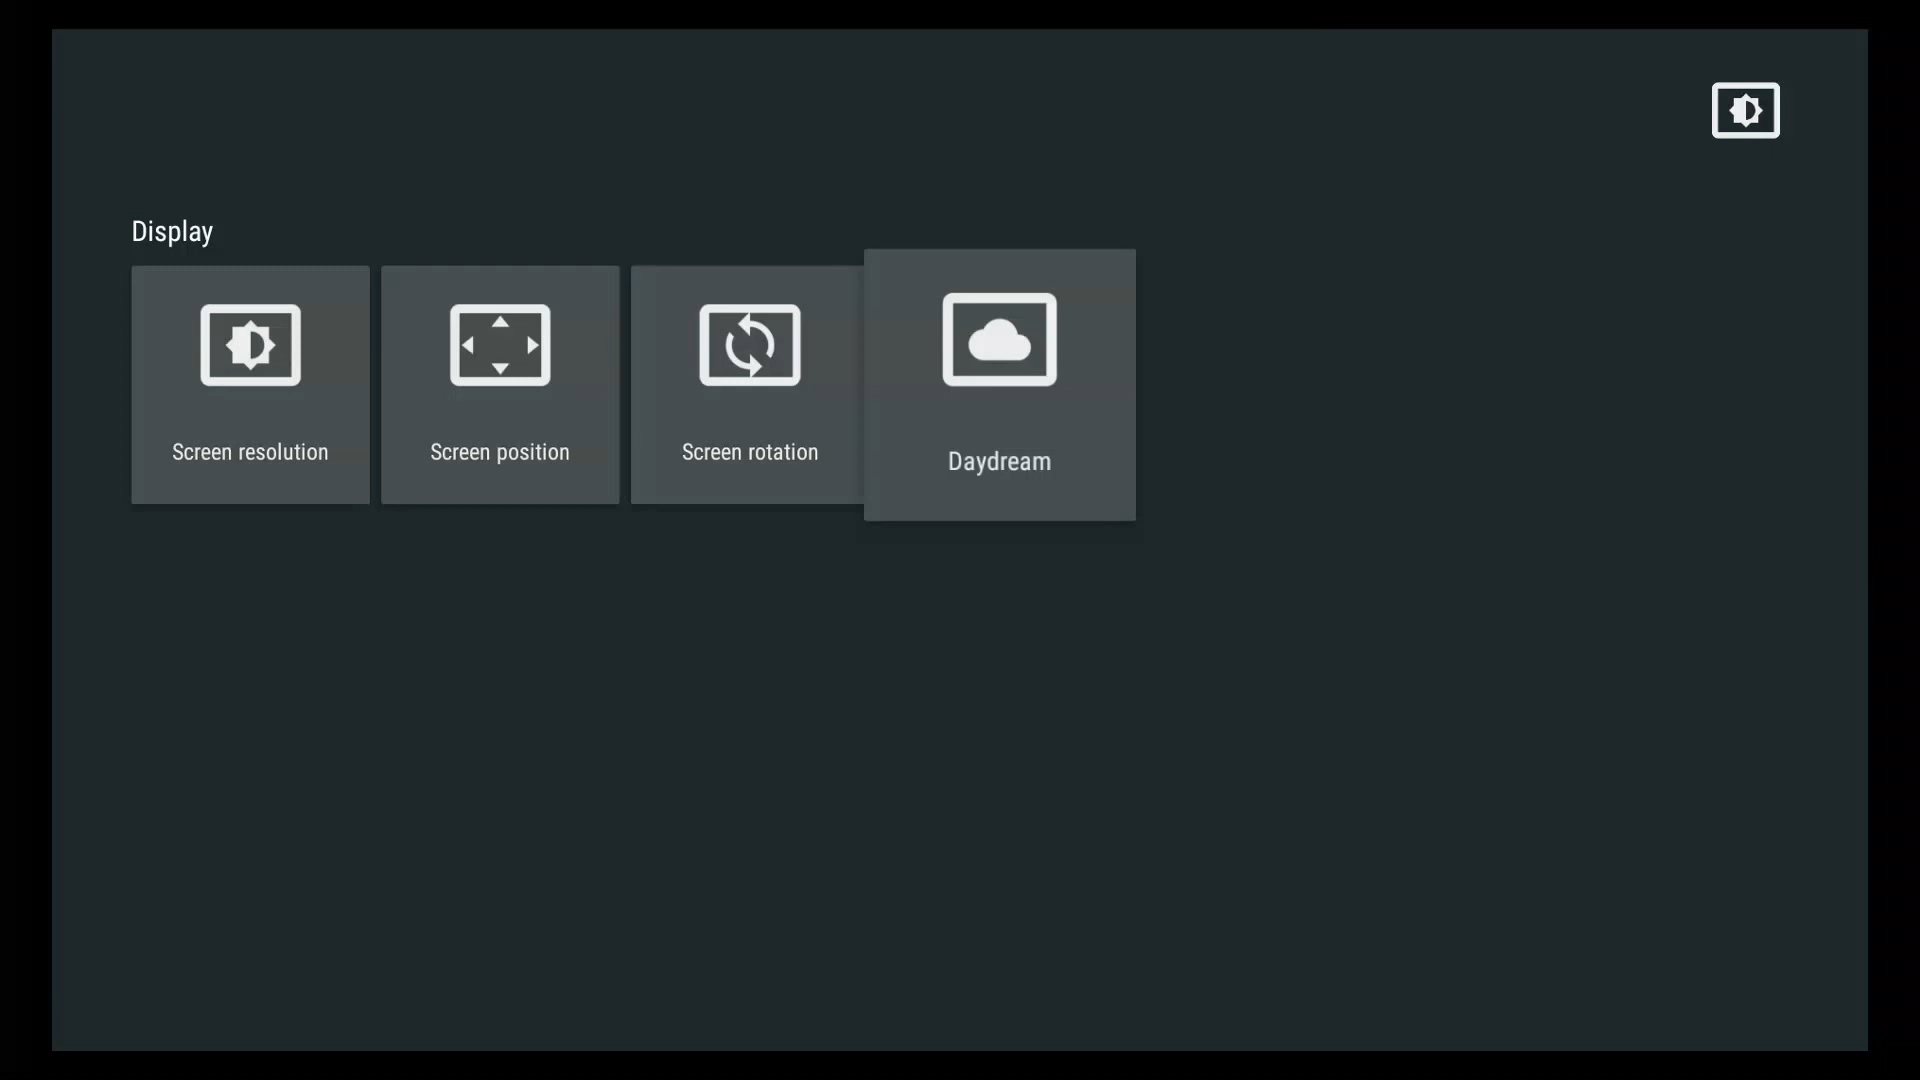 Display
Screen resolution
Screen position
Screen rotation
Daydream